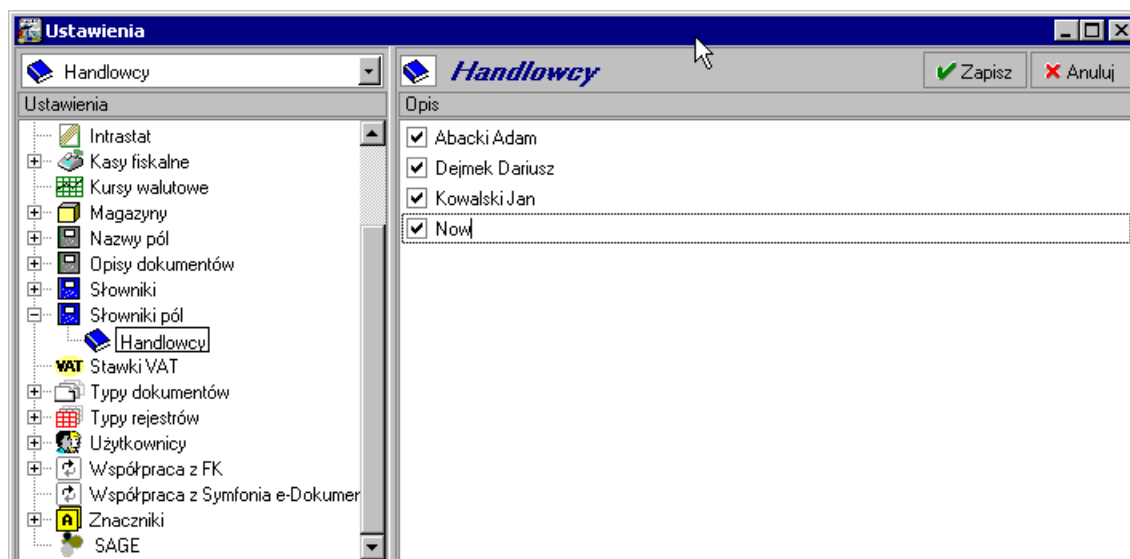 Ustawienia
Handlowcy
Ustawienia
Intrastat
Kasy fiskalne
Kursy walutowe
Magazyny
Nazwy pól
Opisy dokumentów
Słowniki
Słowniki pól
Handlowcy
VAT Stawki VAT
Typy dokumentów
Typy rejestrów
Użytkownicy
Współpraca z FK
Współpraca z Symfonia e-Dokumer
A Znaczniki
SAGE
Handlowcy
Zapisz
Anuluj
Opis
Abacki Adam
Dejmek Dariusz
Kowalski Jan
Now